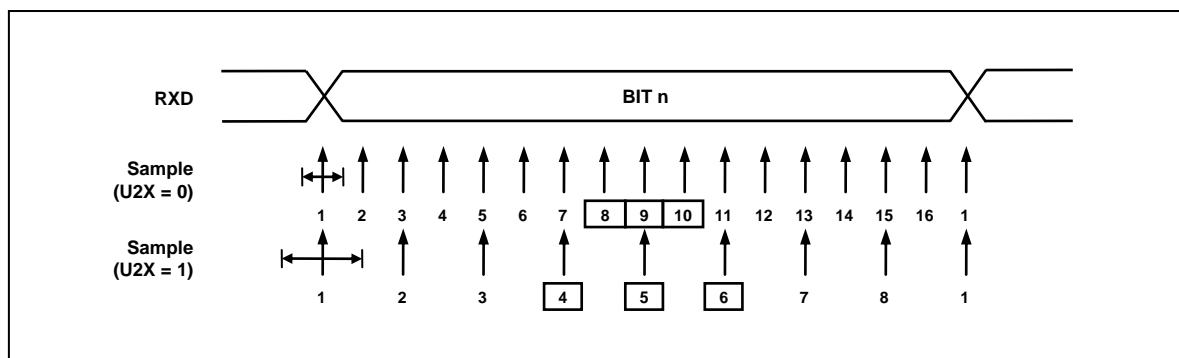 RXD BIT n
Sample
(U2X = 0)
1 2 3 4 5 6 7 8 9 10 11 12 13 14 15 16 1
Sample
(U2X = 1)
1 2 3 4 5 6 7 8 1